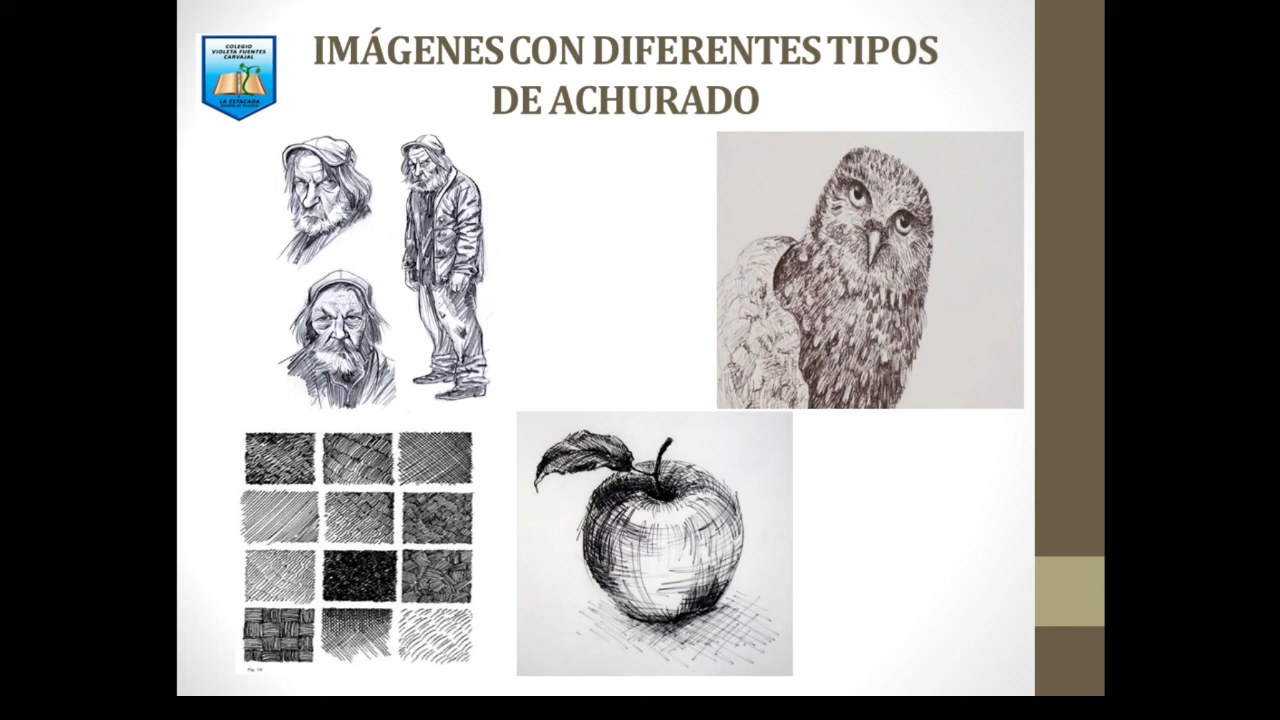 IMÁGENES CON DIFERENTES TIPOS
DE ACHURADO
COLEGIO
VIOLETA FUENTES
CARVAJAL
LA ESTACADA